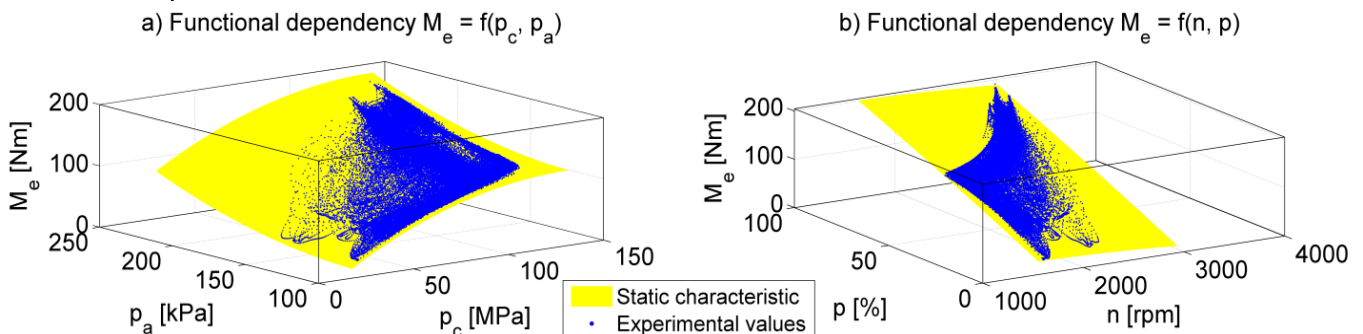 a) Functional dependency M_e = f(p_c, p_a)
b) Functional dependency M_e = f(n, p)
M_e [Nm]
200
100
0
250
200
150
100
p_a [kPa]
0
50
100
150
p_c [MPa]
M_e [Nm]
200
100
0
100
50
0
p [%]
1000
2000
3000
4000
n [rpm]
Static characteristic
Experimental values